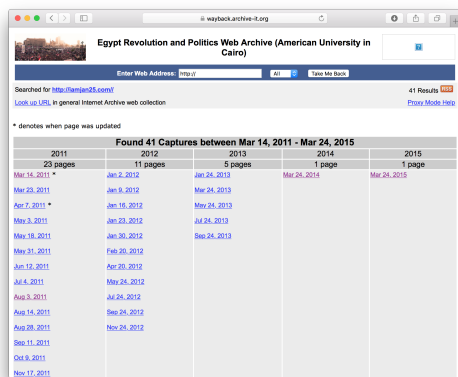 wayback.archive-it.org
Egypt Revolution and Politics Web Archive (American University in
Cairo)
Enter Web Address: http:// All Take Me Back
Searched for http://iamjan25.com// 41 Results RSS
Look up URL in general Internet Archive web collection Proxy Mode Help
* denotes when page was updated
Found 41 Captures between Mar 14, 2011 - Mar 24, 2015
2011 2012 2013 2014 2015
23 pages 11 pages 5 pages 1 page 1 page
Mar 14, 2011 * Jan 2, 2012 Jan 24, 2013 Mar 24, 2014 Mar 24, 2015
Mar 23, 2011 Jan 9, 2012 Mar 24, 2013
Apr 7, 2011 * Jan 16, 2012 May 24, 2013
May 3, 2011 Jan 23, 2012 Jul 24, 2013
May 18, 2011 Jan 30, 2012 Sep 24, 2013
May 31, 2011 Feb 20, 2012
Jun 12, 2011 Apr 20, 2012
Jul 4, 2011 May 24, 2012
Aug 3, 2011 Jul 24, 2012
Aug 14, 2011 Sep 24, 2012
Aug 28, 2011 Nov 24, 2012
Sep 11, 2011
Oct 9, 2011
Nov 17, 2011